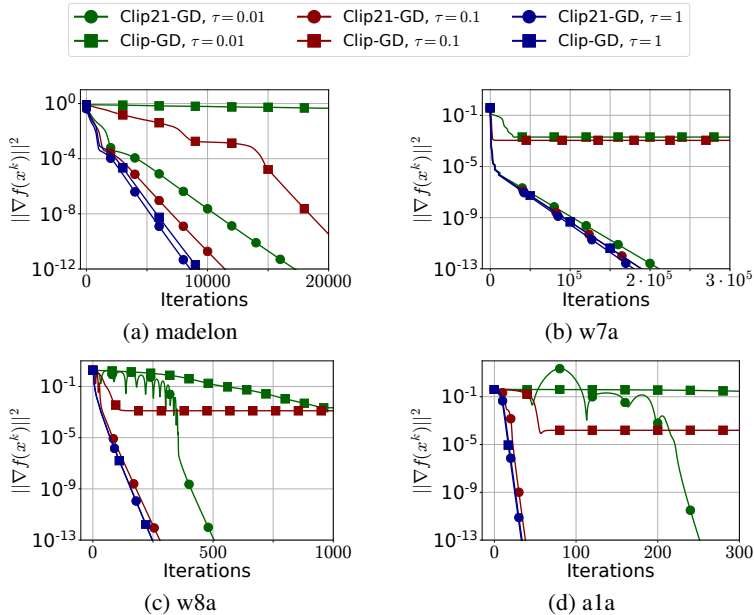 Clip21-GD, τ = 0.01 Clip21-GD, τ = 0.1 Clip21-GD, τ = 1
Clip-GD, τ = 0.01 Clip-GD, τ = 0.1 Clip-GD, τ = 1
||∇f(x^k)||^2
10^0
10^-4
10^-8
10^-12
0 10000 20000
Iterations
(a) madelon
||∇f(x^k)||^2
10^-1
10^-5
10^-9
10^-13
0 10^5 2·10^5 3·10^5
Iterations
(b) w7a
||∇f(x^k)||^2
10^-1
10^-5
10^-9
10^-13
0 500 1000
Iterations
(c) w8a
||∇f(x^k)||^2
10^-1
10^-5
10^-9
10^-13
0 100 200 300
Iterations
(d) a1a